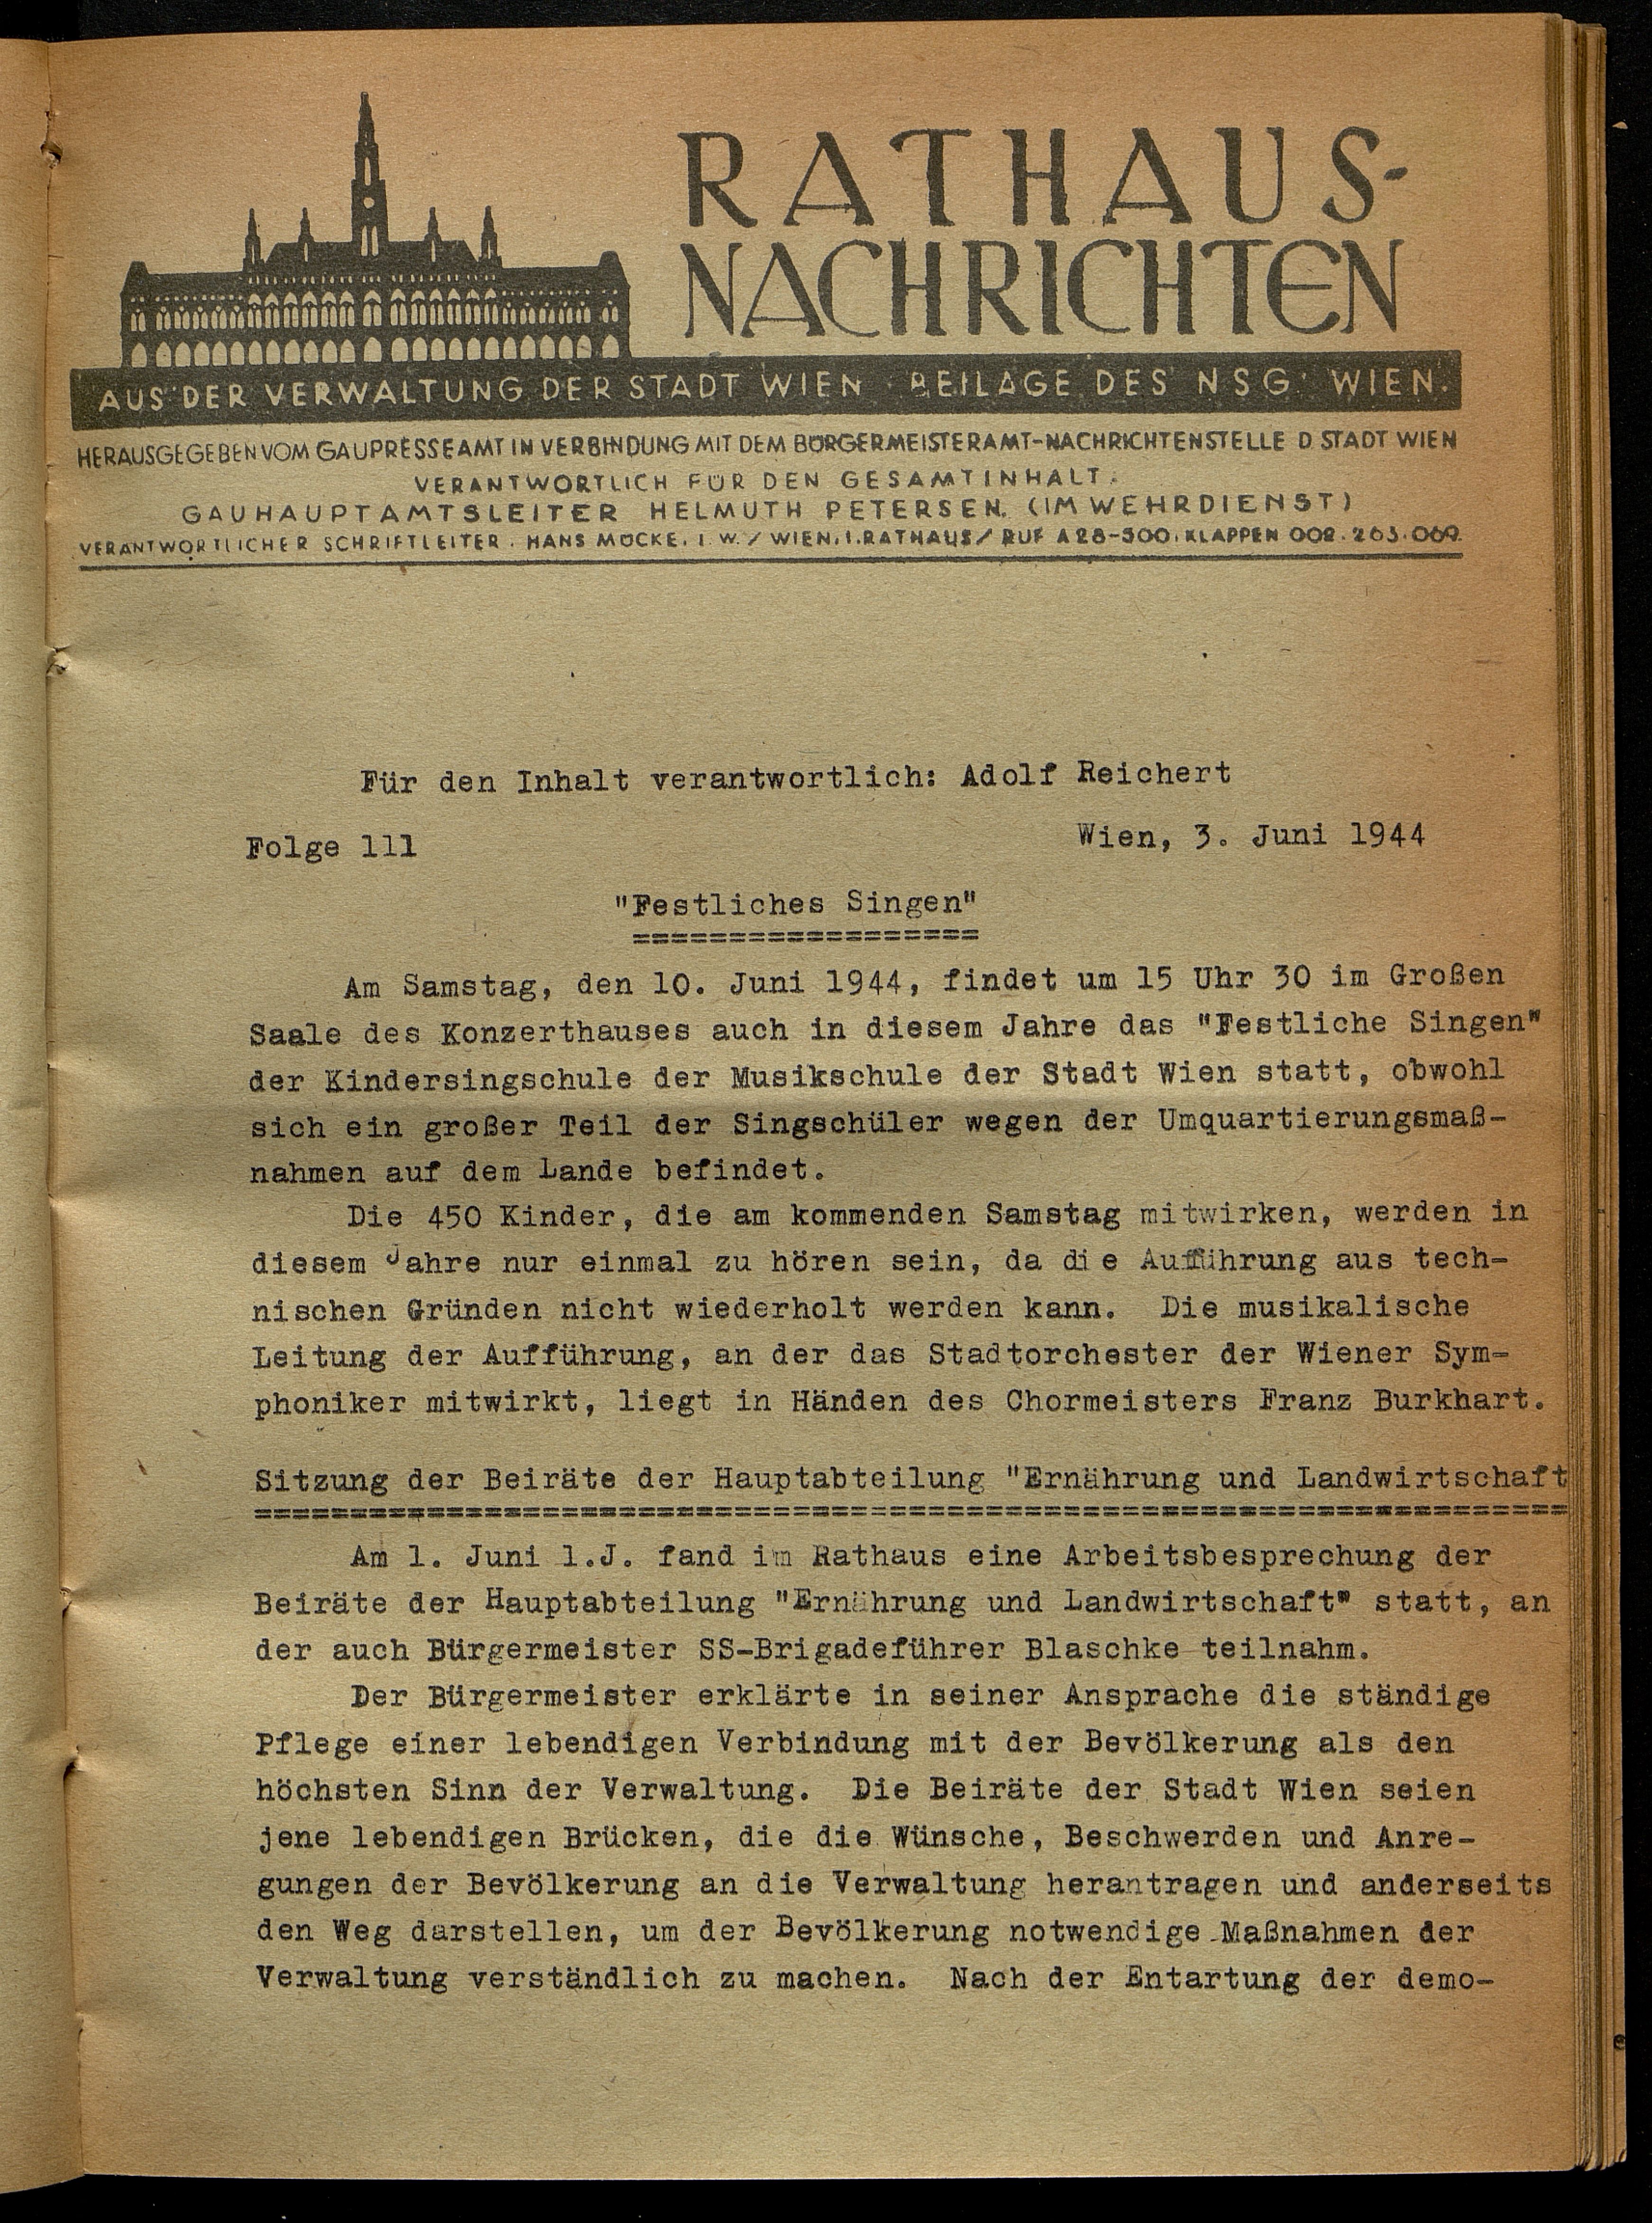 RATHAUS-
NACHRICHTEN
AUS DER VERWALTUNG DER STADT WIEN · BEILAGE DES NSG. WIEN.
HERAUSGEGEBEN VOM GAUPRESSEAMT IN VERBINDUNG MIT DEM BÜRGERMEISTERAMT-NACHRICHTENSTELLE D STADT WIEN
VERANTWORTLICH FÜR DEN GESAMTINHALT.
GAUHAUPTAMTSLEITER HELMUTH PETERSEN. (IM WEHRDIENST)
VERANTWORTLICHER SCHRIFTLEITER. HANS MÜCKE. I. W. / WIEN. I. RATHAUS / RUF A 28-500. KLAPPEN 002. 263. 069.
Für den Inhalt verantwortlich: Adolf Reichert
Folge 111
Wien, 3. Juni 1944
"Festliches Singen"
==================
Am Samstag, den 10. Juni 1944, findet um 15 Uhr 30 im Großen
Saale des Konzerthauses auch in diesem Jahre das "Festliche Singen"
der Kindersingschule der Musikschule der Stadt Wien statt, obwohl
sich ein großer Teil der Singschüler wegen der Umquartierungsmaß-
nahmen auf dem Lande befindet.
Die 450 Kinder, die am kommenden Samstag mitwirken, werden in
diesem Jahre nur einmal zu hören sein, da die Aufführung aus tech-
nischen Gründen nicht wiederholt werden kann. Die musikalische
Leitung der Aufführung, an der das Stadtorchester der Wiener Sym-
phoniker mitwirkt, liegt in Händen des Chormeisters Franz Burkhart.
Sitzung der Beiräte der Hauptabteilung "Ernährung und Landwirtschaft
====================================================================
Am 1. Juni l.J. fand im Rathaus eine Arbeitsbesprechung der
Beiräte der Hauptabteilung "Ernährung und Landwirtschaft" statt, an
der auch Bürgermeister SS-Brigadeführer Blaschke teilnahm.
Der Bürgermeister erklärte in seiner Ansprache die ständige
Pflege einer lebendigen Verbindung mit der Bevölkerung als den
höchsten Sinn der Verwaltung. Die Beiräte der Stadt Wien seien
jene lebendigen Brücken, die die Wünsche, Beschwerden und Anre-
gungen der Bevölkerung an die Verwaltung herantragen und anderseits
den Weg darstellen, um der Bevölkerung notwendige Maßnahmen der
Verwaltung verständlich zu machen. Nach der Entartung der demo-